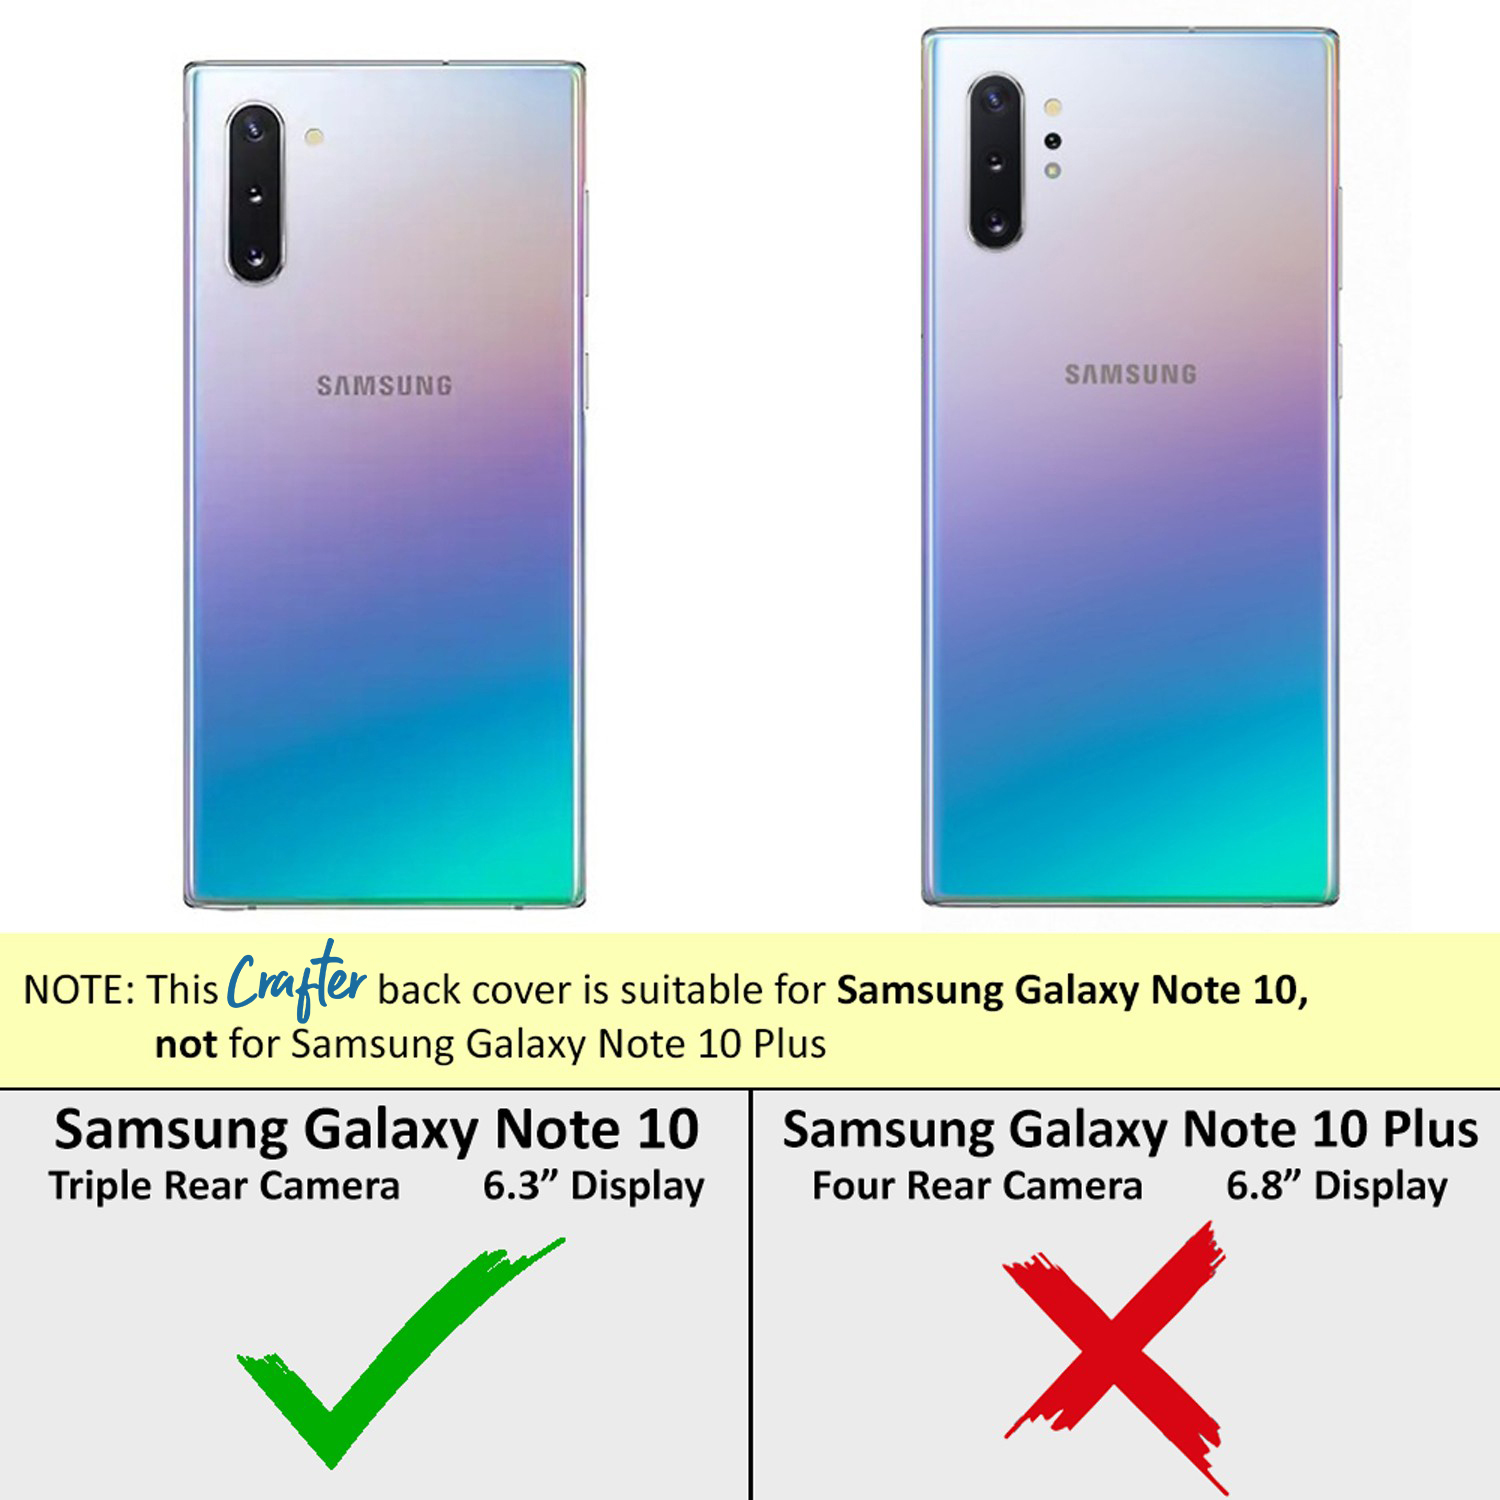 SAMSUNG
SAMSUNG
NOTE: This Crafter back cover is suitable for Samsung Galaxy Note 10,
not for Samsung Galaxy Note 10 Plus
Samsung Galaxy Note 10
Triple Rear Camera 6.3” Display
Samsung Galaxy Note 10 Plus
Four Rear Camera 6.8” Display